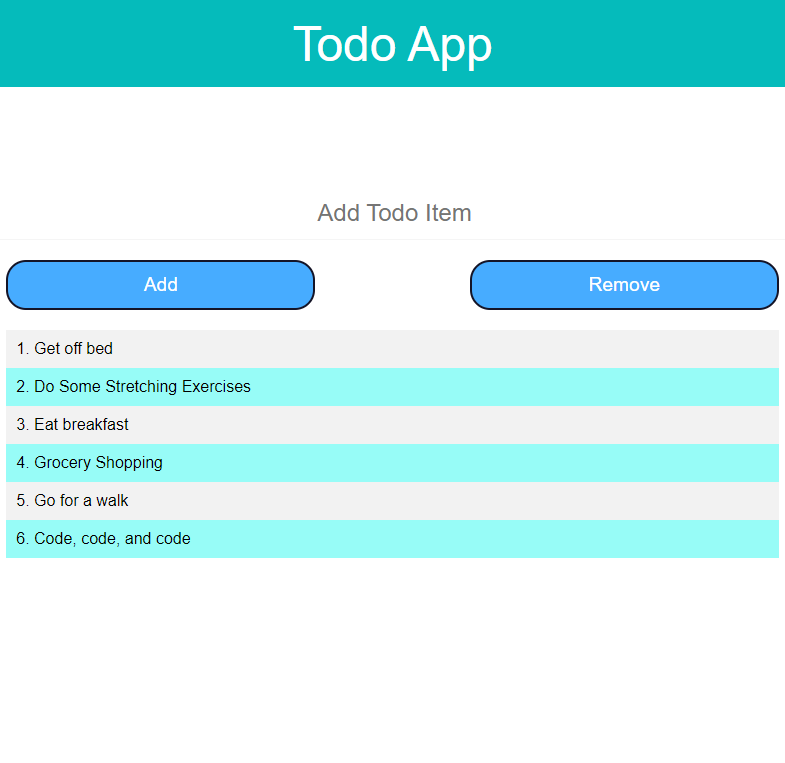 Todo App
Add Todo Item
Add
Remove
1. Get off bed
2. Do Some Stretching Exercises
3. Eat breakfast
4. Grocery Shopping
5. Go for a walk
6. Code, code, and code